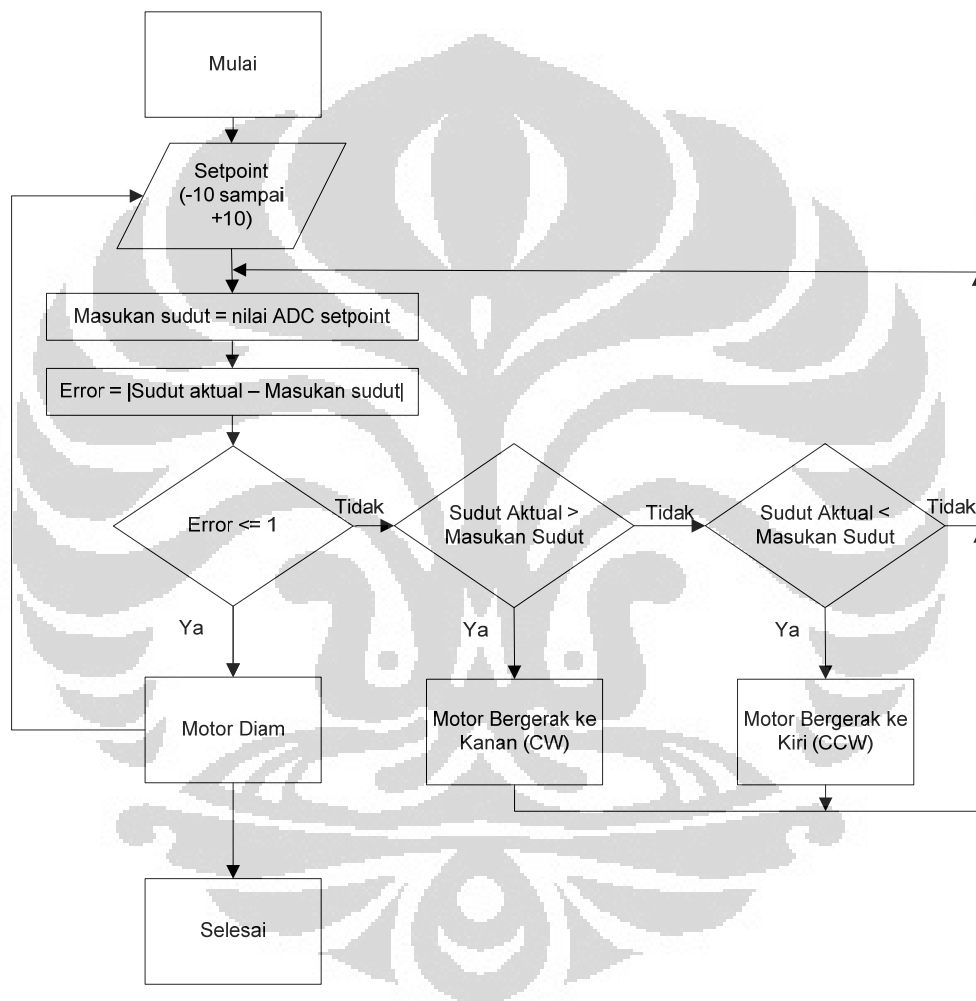 Mulai
Setpoint
(-10 sampai
+10)
Masukan sudut = nilai ADC setpoint
Error = |Sudut aktual – Masukan sudut|
Error <= 1
Tidak
Sudut Aktual >
Masukan Sudut
Tidak
Sudut Aktual <
Masukan Sudut
Tidak
Ya
Ya
Ya
Motor Diam
Motor Bergerak ke
Kanan (CW)
Motor Bergerak ke
Kiri (CCW)
Selesai